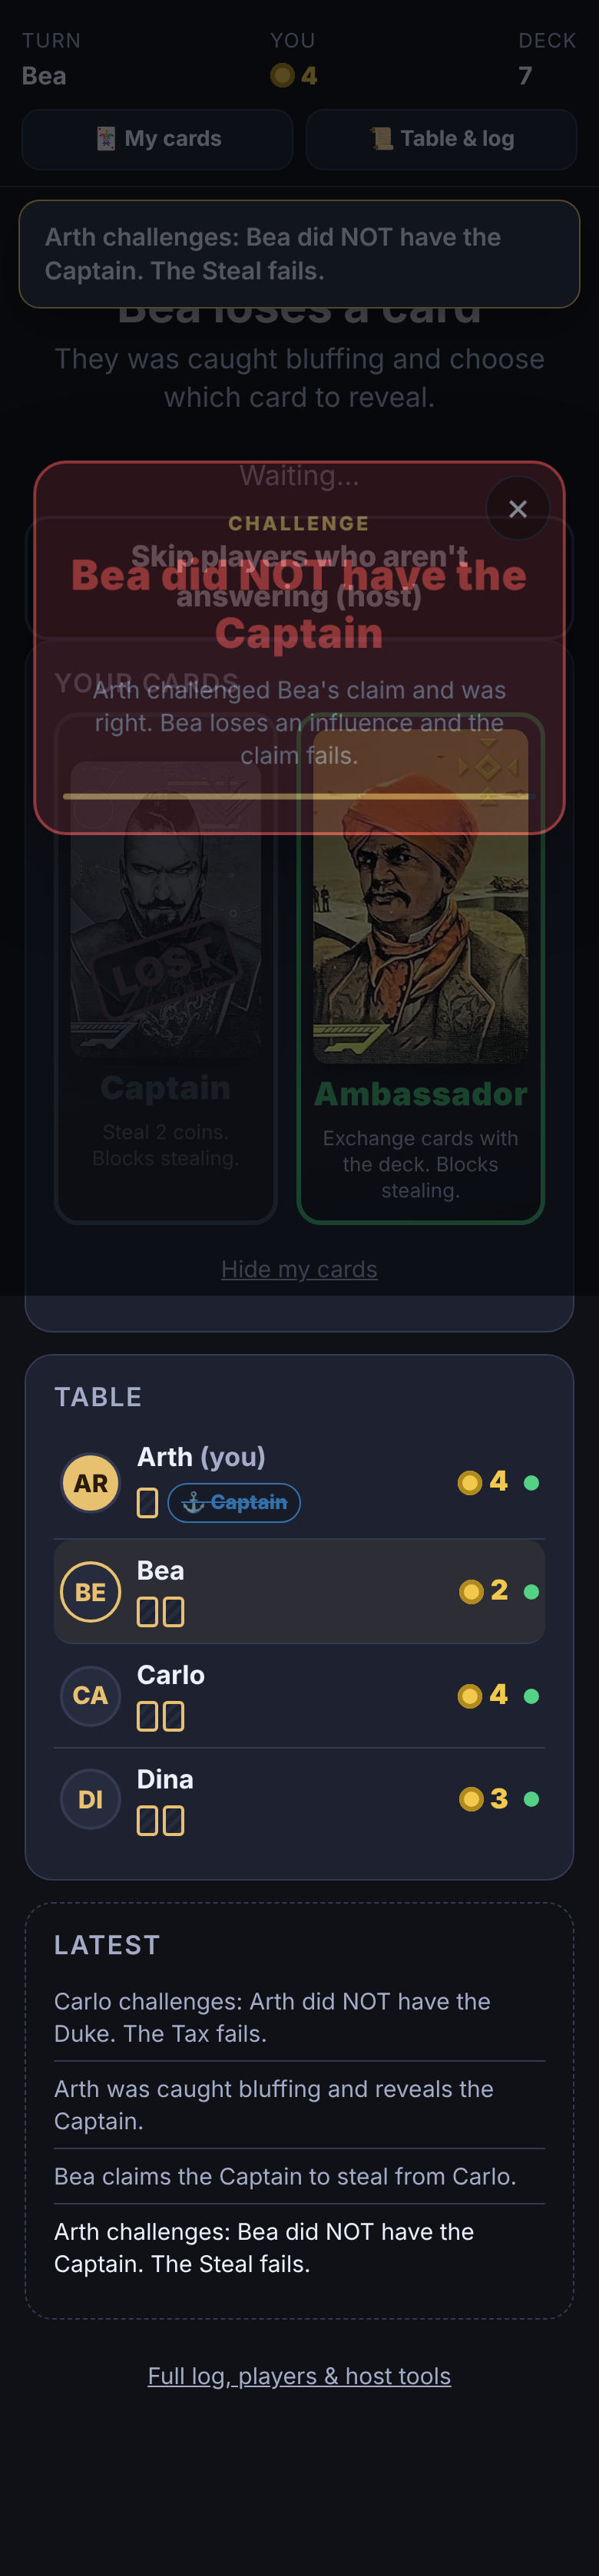 TURN
YOU
DECK
Bea
4
7
🃏 My cards
📜 Table & log
Arth challenges: Bea did NOT have the
Captain. The Steal fails.
Bea loses a card
They was caught bluffing and choose
which card to reveal.
Waiting...
CHALLENGE
×
Skip players who aren't
answering (host)
Bea did NOT have the
Captain
YOUR CARDS
Arth challenged Bea's claim and was
right. Bea loses an influence and the
claim fails.
LOST
Captain
Steal 2 coins.
Blocks stealing.
Ambassador
Exchange cards with
the deck. Blocks
stealing.
Hide my cards
TABLE
AR
Arth (you)
⚓ Captain
4
BE
Bea
2
CA
Carlo
4
DI
Dina
3
LATEST
Carlo challenges: Arth did NOT have the
Duke. The Tax fails.
Arth was caught bluffing and reveals the
Captain.
Bea claims the Captain to steal from Carlo.
Arth challenges: Bea did NOT have the
Captain. The Steal fails.
Full log, players & host tools